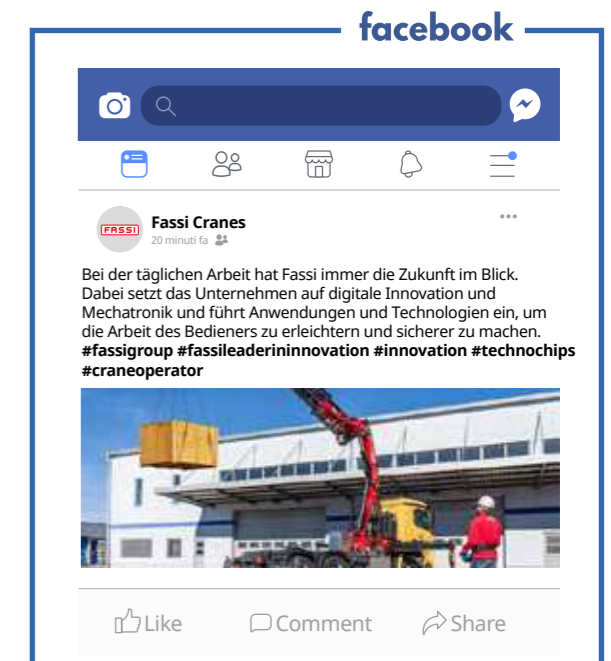 facebook
FASSI
Fassi Cranes
20 minuti fa
Bei der täglichen Arbeit hat Fassi immer die Zukunft im Blick.
Dabei setzt das Unternehmen auf digitale Innovation und
Mechatronik und führt Anwendungen und Technologien ein, um
die Arbeit des Bedieners zu erleichtern und sicherer zu machen.
#fassigroup #fassileaderininnovation #innovation #technochips
#craneoperator
Like Comment Share